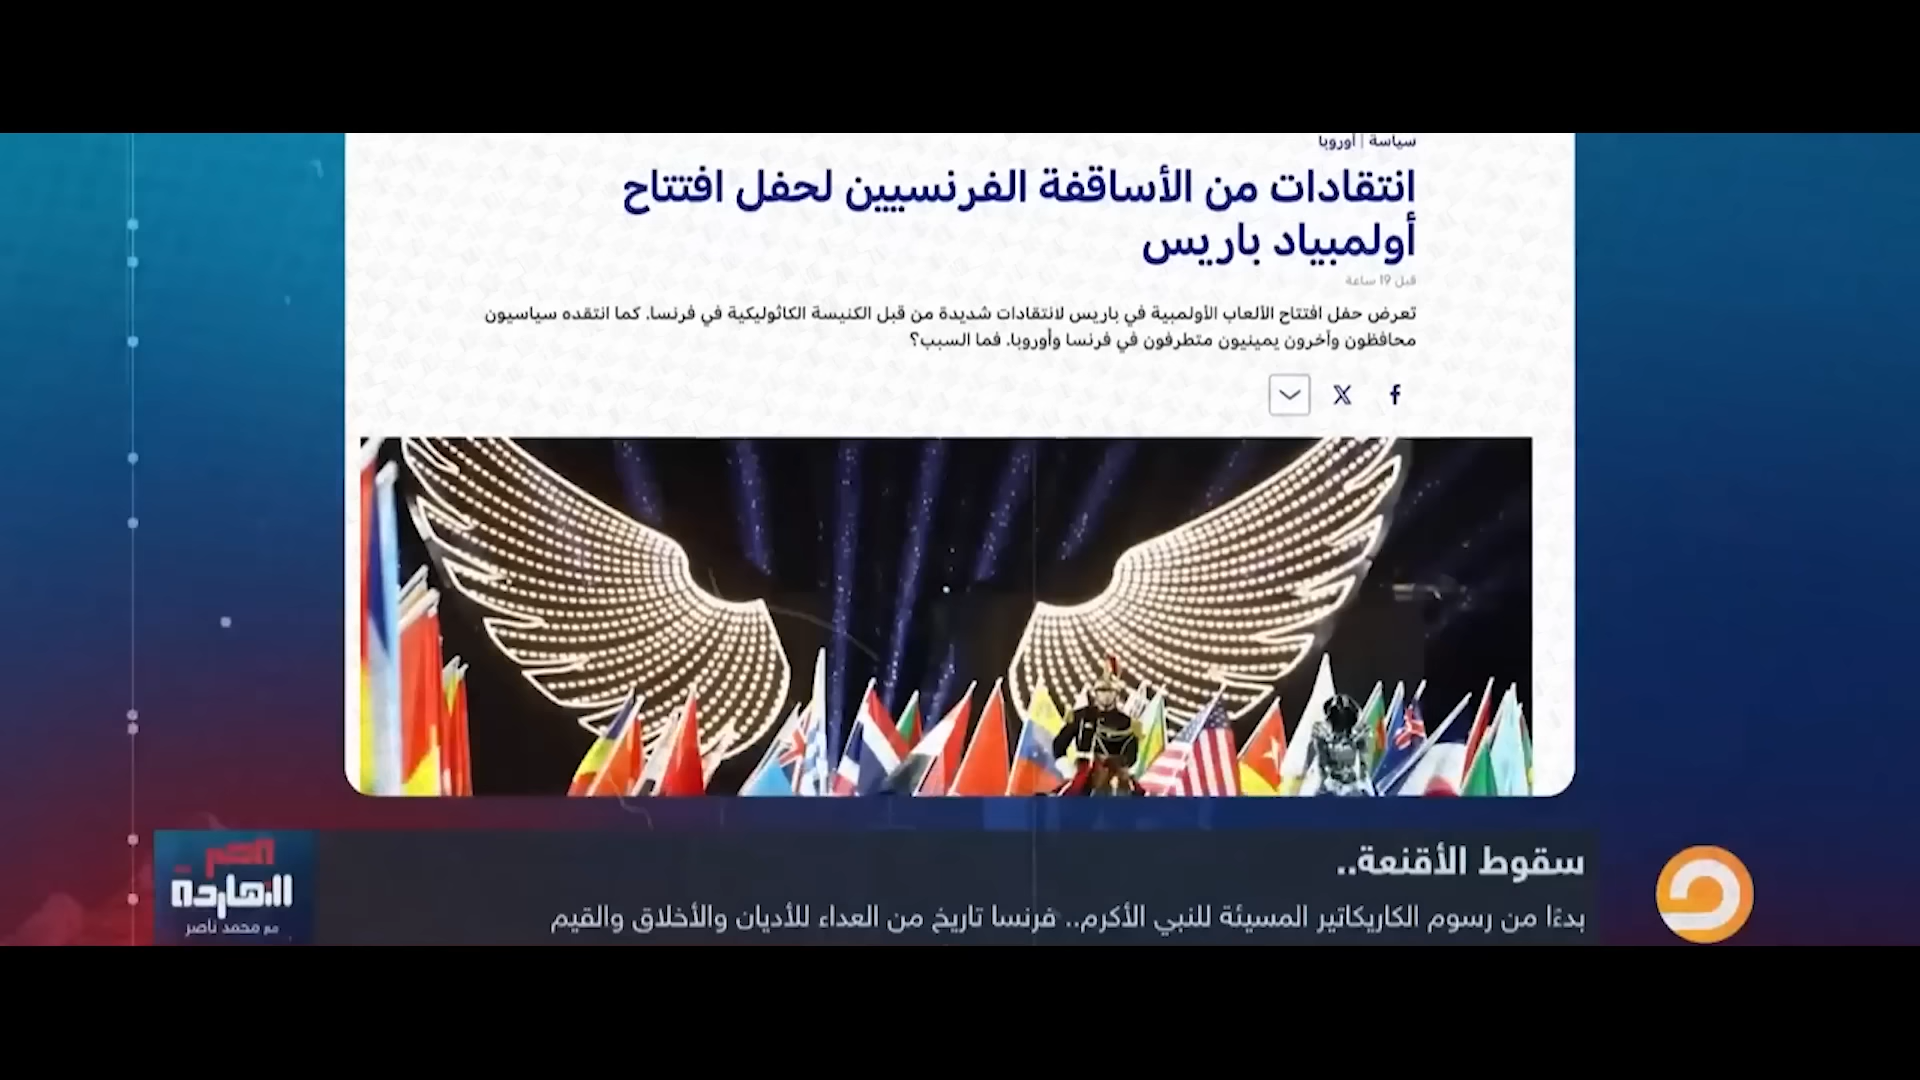 سياسة | أوروبا
انتقادات من الأساقفة الفرنسيين لحفل افتتاح
أولمبياد باريس
قبل 19 ساعة
تعرض حفل افتتاح الألعاب الأولمبية في باريس لانتقادات شديدة من قبل الكنيسة الكاثوليكية في فرنسا. كما انتقده سياسيون
محافظون وآخرون يمينيون متطرفون في فرنسا وأوروبا. فما السبب؟
سقوط الأقنعة..
بدءًا من رسوم الكاريكاتير المسيئة للنبي الأكرم.. فرنسا تاريخ من العداء للأديان والأخلاق والقيم
مصر
النهاردة
مع محمد ناصر